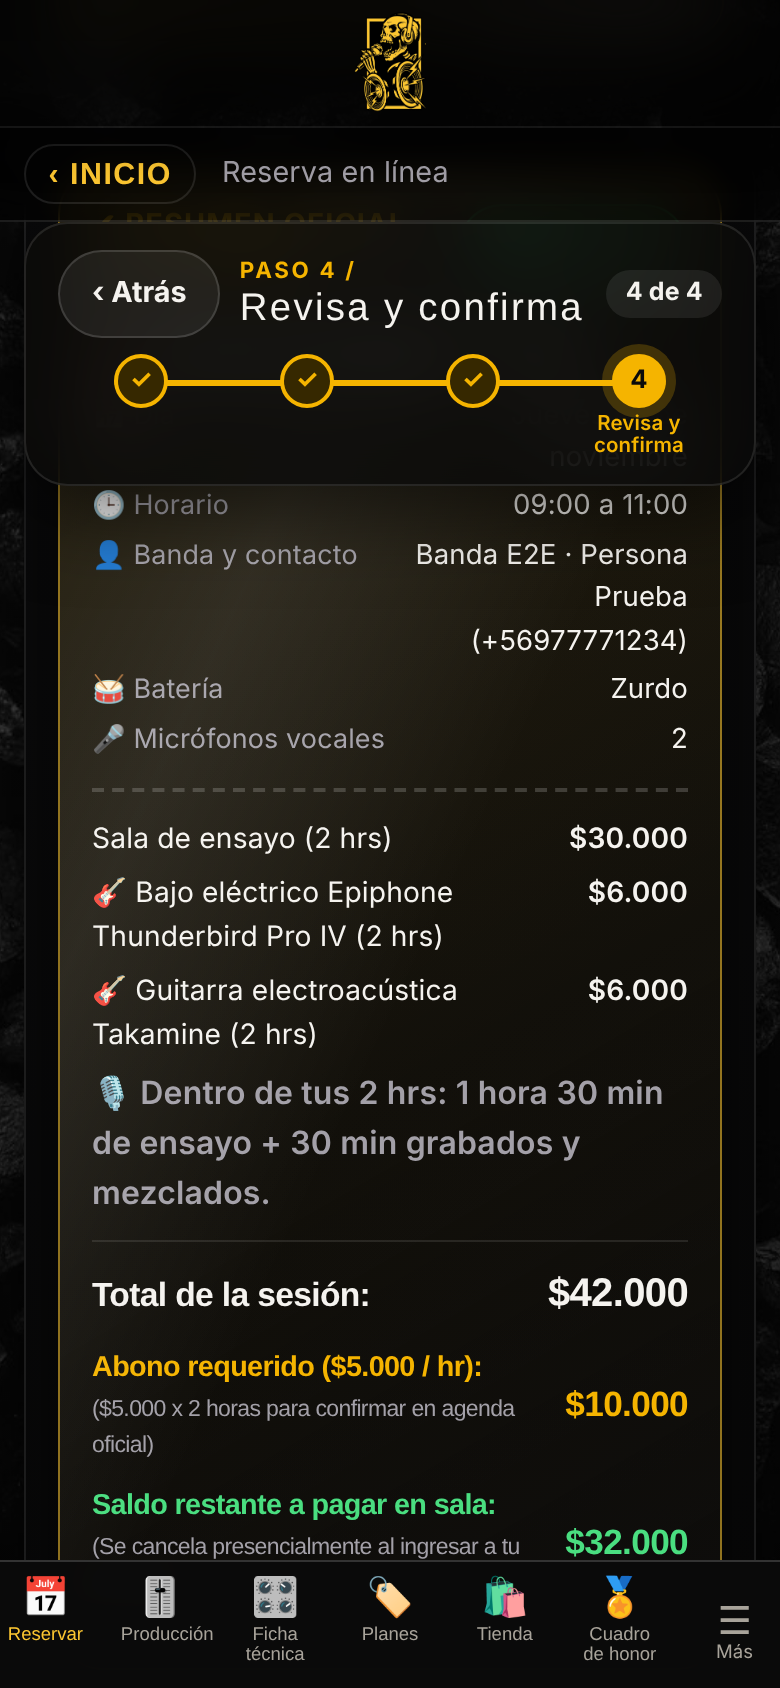 ‹ INICIO
Reserva en línea
‹ RESUMEN OFICIAL
‹ Atrás
PASO 4 /
Revisa y confirma
4 de 4
4
Revisa y
confirma
noviembre
Horario
09:00 a 11:00
Banda y contacto
Banda E2E · Persona
Prueba
(+56977771234)
Batería
Zurdo
Micrófonos vocales
2
Sala de ensayo (2 hrs)
$30.000
Bajo eléctrico Epiphone
Thunderbird Pro IV (2 hrs)
$6.000
Guitarra electroacústica
Takamine (2 hrs)
$6.000
Dentro de tus 2 hrs: 1 hora 30 min
de ensayo + 30 min grabados y
mezclados.
Total de la sesión:
$42.000
Abono requerido ($5.000 / hr):
($5.000 x 2 horas para confirmar en agenda
oficial)
$10.000
Saldo restante a pagar en sala:
(Se cancela presencialmente al ingresar a tu
$32.000
July
17
Reservar
Producción
Ficha
técnica
Planes
Tienda
Cuadro
de honor
Más